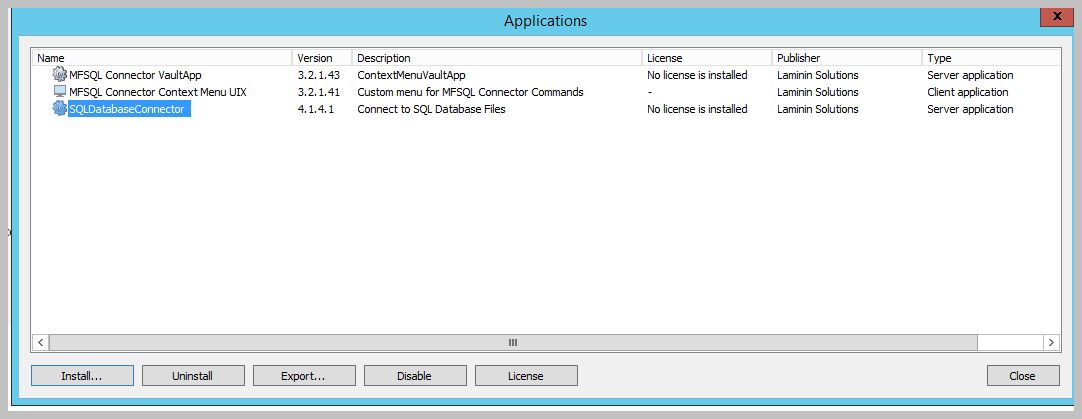 Applications
x
Name Version Description License Publisher Type
MFSQL Connector VaultApp 3.2.1.43 ContextMenuVaultApp No license is installed Laminin Solutions Server application
MFSQL Connector Context Menu UIX 3.2.1.41 Custom menu for MFSQL Connector Commands - Laminin Solutions Client application
SQLDatabaseConnector 4.1.4.1 Connect to SQL Database Files No license is installed Laminin Solutions Server application
Install... Uninstall Export... Disable License Close